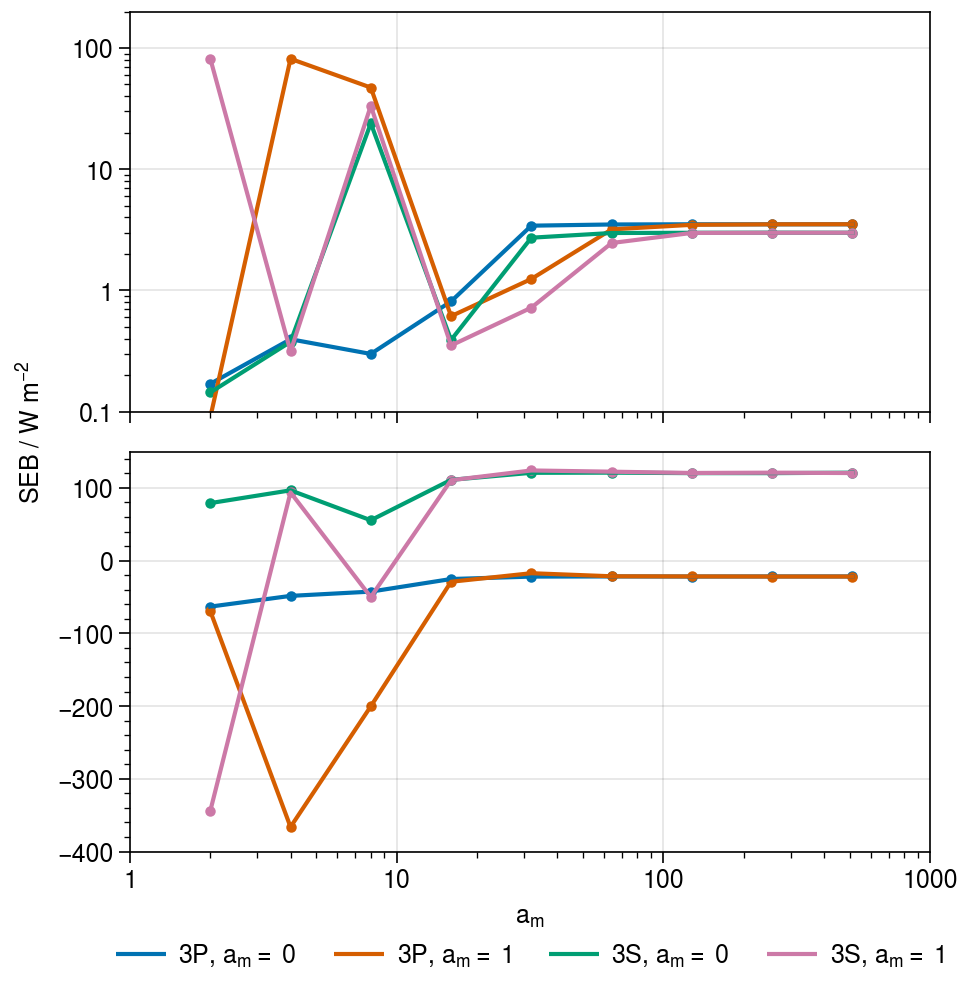 100
10
1
0.1
SEB / W m⁻²
100
0
−100
−200
−300
−400
1 10 100 1000
aₘ
3P, aₘ = 0 3P, aₘ = 1 3S, aₘ = 0 3S, aₘ = 1